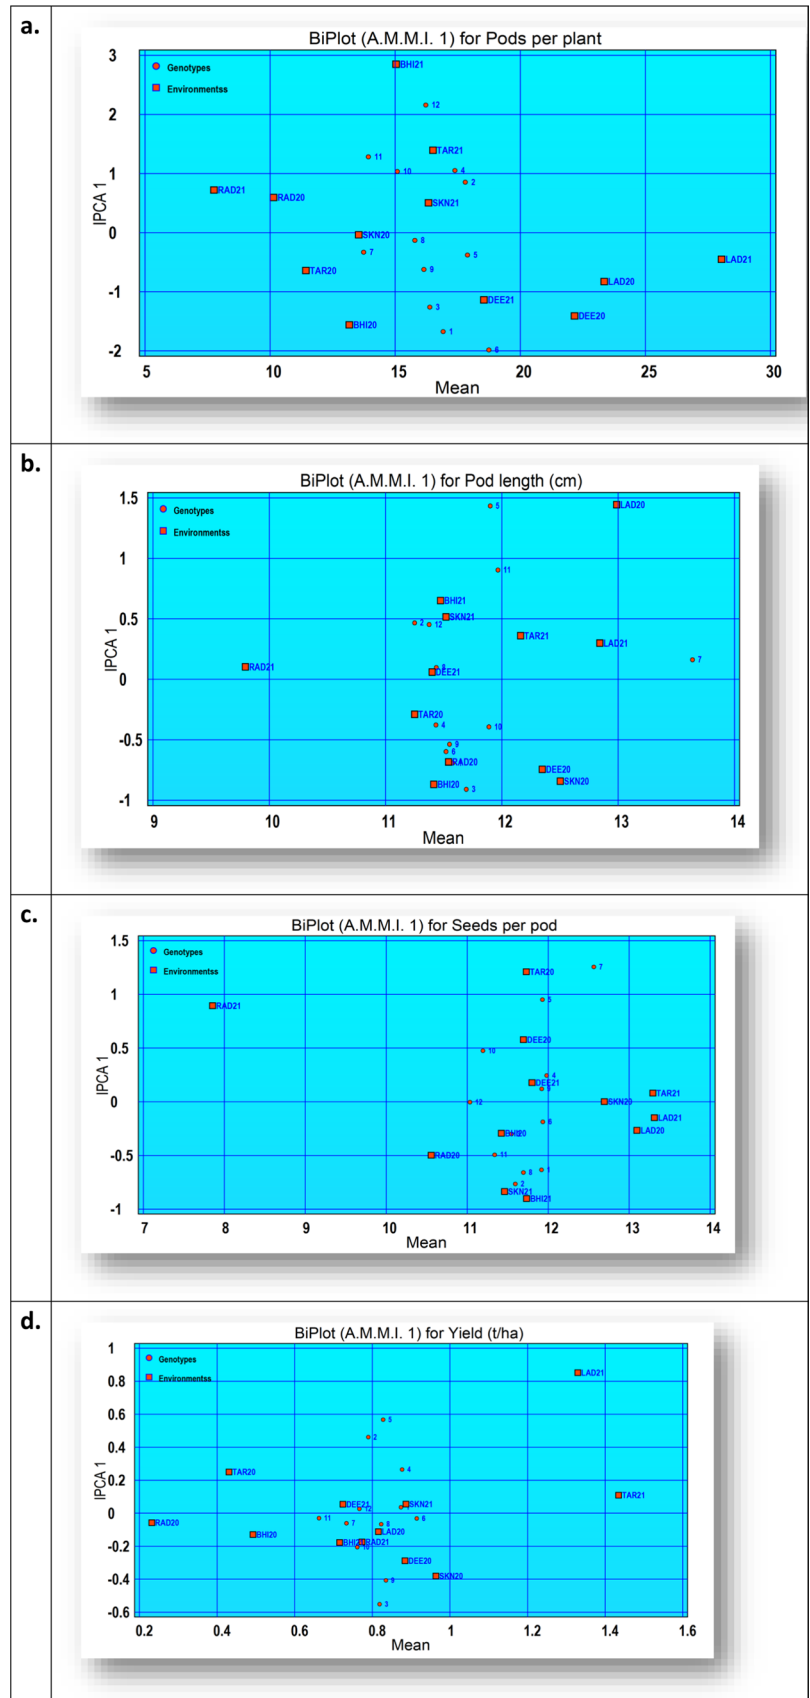 a.
BiPlot (A.M.M.I. 1) for Pods per plant
3
2
1
0
-1
-2
IPCA 1
Genotypes
Environmentss
BHI21
12
TAR21
11
10
4
2
RAD21
RAD20
SKN21
SKN20
8
7
5
LAD21
9
TAR20
LAD20
3
DEE21
DEE20
BHI20
1
6
5 10 15 20 25 30
Mean
b.
BiPlot (A.M.M.I. 1) for Pod length (cm)
1.5
1
0.5
0
-0.5
-1
IPCA 1
Genotypes
Environmentss
5
LAD20
11
BHI21
SKN21
2
12
TAR21
LAD21
7
RAD21
8
DEE21
TAR20
4
10
9
6
RAD20
DEE20
BHI20
SKN20
3
9 10 11 12 13 14
Mean
c.
BiPlot (A.M.M.I. 1) for Seeds per pod
1.5
1
0.5
0
-0.5
-1
IPCA 1
Genotypes
Environmentss
TAR20
7
RAD21
5
DEE20
10
4
DEE21
TAR21
12
SKN20
LAD21
6
BHI20
LAD20
RAD20
11
8
1
2
SKN21
BHI21
7 8 9 10 11 12 13 14
Mean
d.
BiPlot (A.M.M.I. 1) for Yield (t/ha)
1
0.8
0.6
0.4
0.2
0
-0.2
-0.4
-0.6
IPCA 1
Genotypes
Environmentss
LAD21
5
2
TAR20
4
TAR21
DEE21
12
SKN21
RAD20
11
7
8
6
BHI20
LAD20
RAD21
10
DEE20
SKN20
9
3
0.2 0.4 0.6 0.8 1 1.2 1.4 1.6
Mean